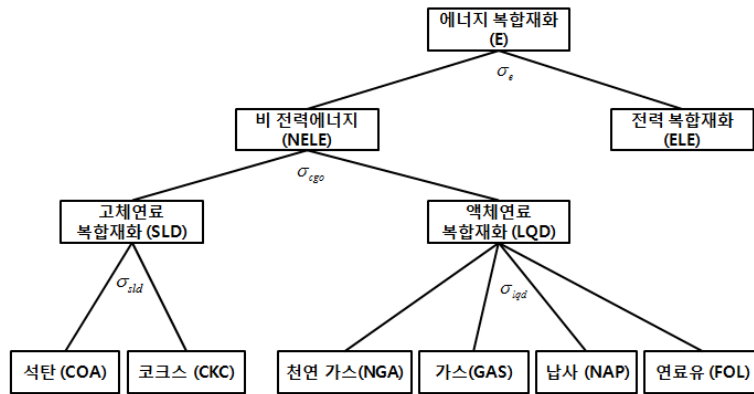 에너지 복합재화
(E)
σe
비 전력에너지
(NELE)
전력 복합재화
(ELE)
σcgo
고체연료
복합재화 (SLD)
액체연료
복합재화 (LQD)
σsld
σlqd
석탄 (COA)
코크스 (CKC)
천연 가스(NGA)
가스(GAS)
납사 (NAP)
연료유 (FOL)